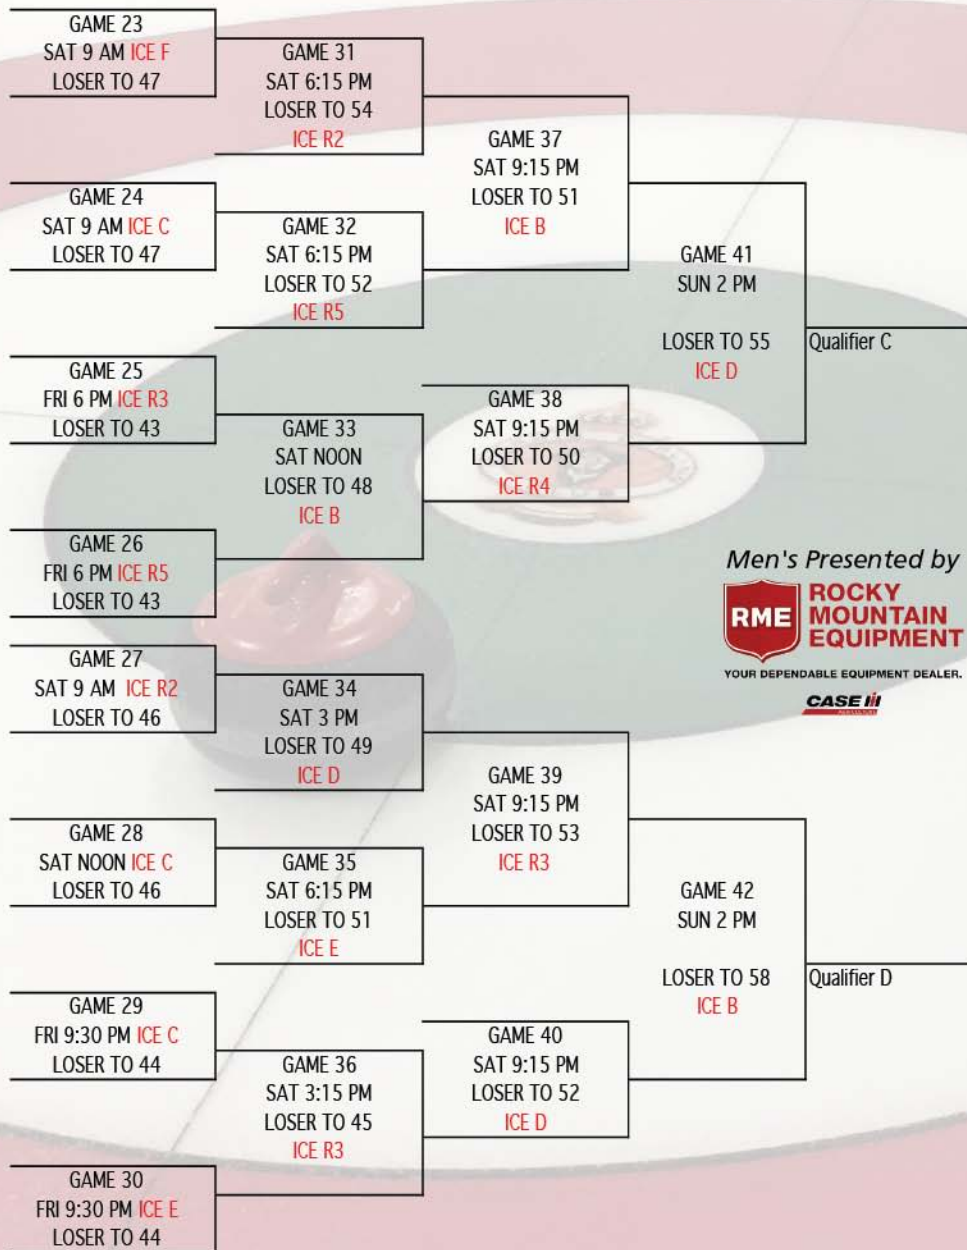 GAME 23
SAT 9 AM ICE F
LOSER TO 47
GAME 24
SAT 9 AM ICE C
LOSER TO 47
GAME 25
FRI 6 PM ICE R3
LOSER TO 43
GAME 26
FRI 6 PM ICE R5
LOSER TO 43
GAME 27
SAT 9 AM ICE R2
LOSER TO 46
GAME 28
SAT NOON ICE C
LOSER TO 46
GAME 29
FRI 9:30 PM ICE C
LOSER TO 44
GAME 30
FRI 9:30 PM ICE E
LOSER TO 44
GAME 31
SAT 6:15 PM
LOSER TO 54
ICE R2
GAME 32
SAT 6:15 PM
LOSER TO 52
ICE R5
GAME 33
SAT NOON
LOSER TO 48
ICE B
GAME 34
SAT 3 PM
LOSER TO 49
ICE D
GAME 35
SAT 6:15 PM
LOSER TO 51
ICE E
GAME 36
SAT 3:15 PM
LOSER TO 45
ICE R3
GAME 37
SAT 9:15 PM
LOSER TO 51
ICE B
GAME 38
SAT 9:15 PM
LOSER TO 50
ICE R4
GAME 39
SAT 9:15 PM
LOSER TO 53
ICE R3
GAME 40
SAT 9:15 PM
LOSER TO 52
ICE D
GAME 41
SUN 2 PM
LOSER TO 55
ICE D
GAME 42
SUN 2 PM
LOSER TO 58
ICE B
Qualifier C
Qualifier D
Men's Presented by
RME
ROCKY
MOUNTAIN
EQUIPMENT
YOUR DEPENDABLE EQUIPMENT DEALER.
CASE IH